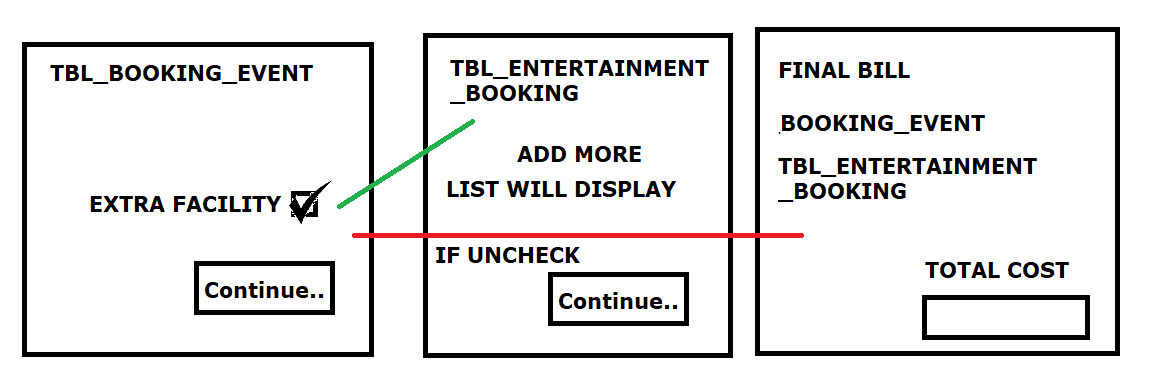 TBL_BOOKING_EVENT
EXTRA FACILITY
Continue..
TBL_ENTERTAINMENT
_BOOKING
ADD MORE
LIST WILL DISPLAY
IF UNCHECK
Continue..
FINAL BILL
BOOKING_EVENT
TBL_ENTERTAINMENT
_BOOKING
TOTAL COST